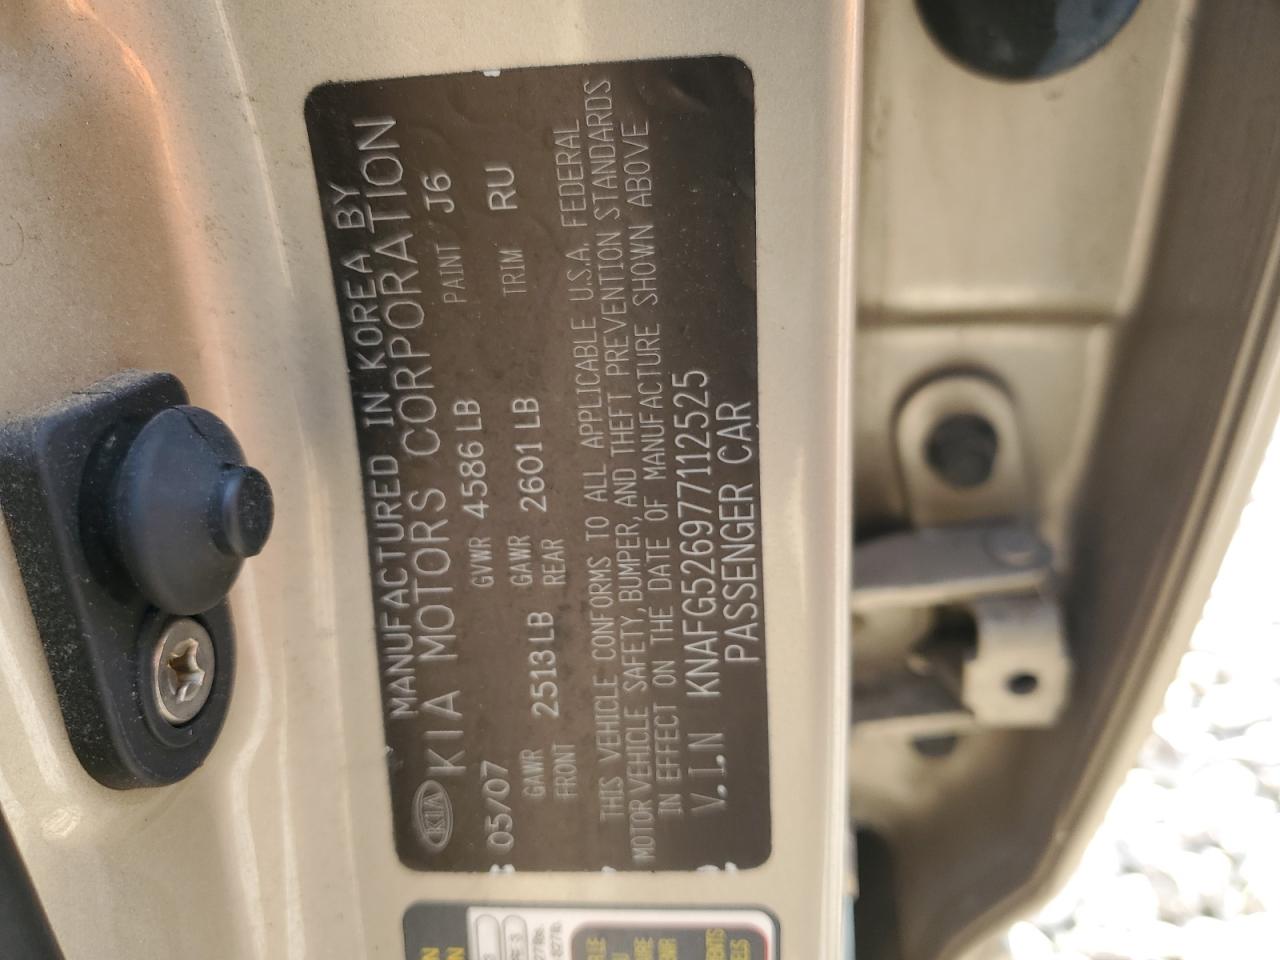 MANUFACTURED IN KOREA BY
KIA KIA MOTORS CORPORATION
05/07 GVWR 4586 LB PAINT J6
GAWR FRONT 2513 LB GAWR REAR 2601 LB TRIM RU
THIS VEHICLE CONFORMS TO ALL APPLICABLE U.S.A. FEDERAL
MOTOR VEHICLE SAFETY, BUMPER, AND THEFT PREVENTION STANDARDS
IN EFFECT ON THE DATE OF MANUFACTURE SHOWN ABOVE
V.I.N KNAFG526977112525
PASSENGER CAR